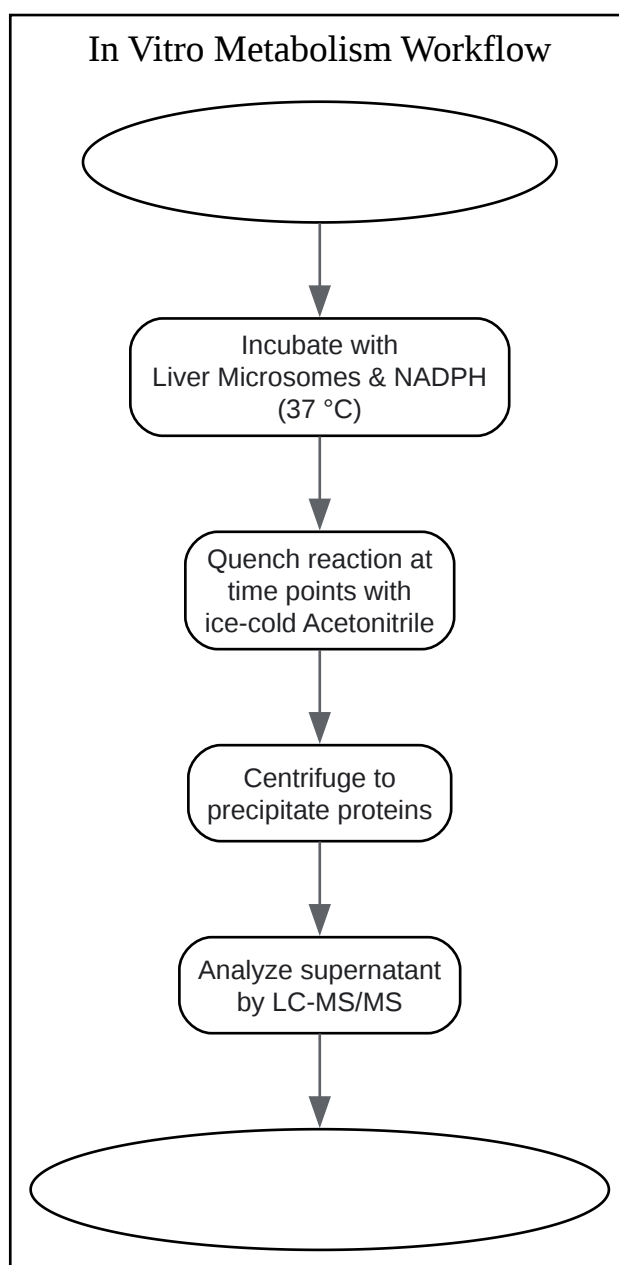 In Vitro Metabolism Workflow
Incubate with
Liver Microsomes & NADPH
(37 °C)
Quench reaction at
time points with
ice-cold Acetonitrile
Centrifuge to
precipitate proteins
Analyze supernatant
by LC-MS/MS